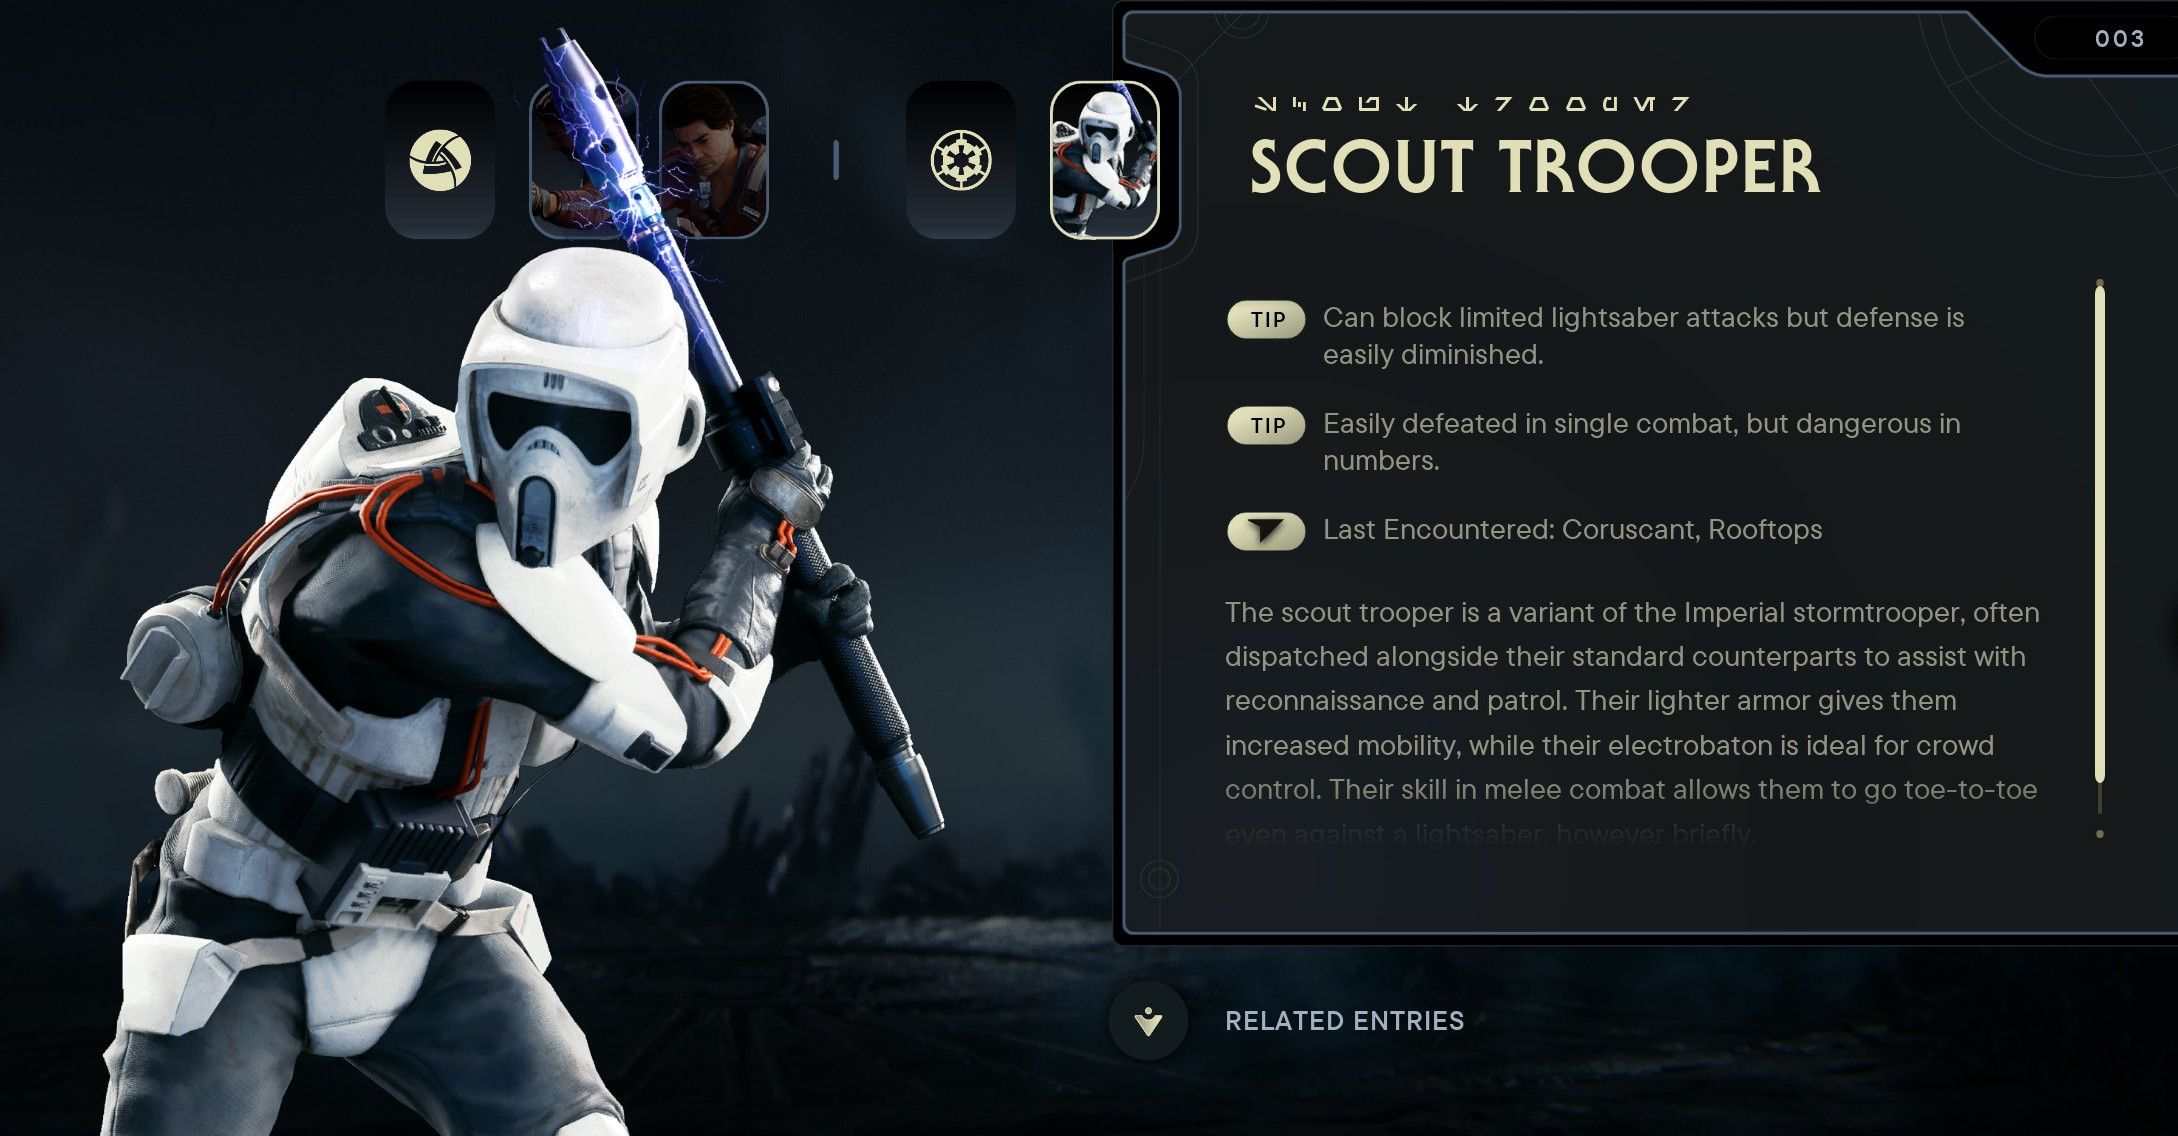 003
SCOUT TROOPER
TIP Can block limited lightsaber attacks but defense is
easily diminished.
TIP Easily defeated in single combat, but dangerous in
numbers.
Last Encountered: Coruscant, Rooftops
The scout trooper is a variant of the Imperial stormtrooper, often
dispatched alongside their standard counterparts to assist with
reconnaissance and patrol. Their lighter armor gives them
increased mobility, while their electrobaton is ideal for crowd
control. Their skill in melee combat allows them to go toe-to-toe
even against a lightsaber, however briefly.
RELATED ENTRIES